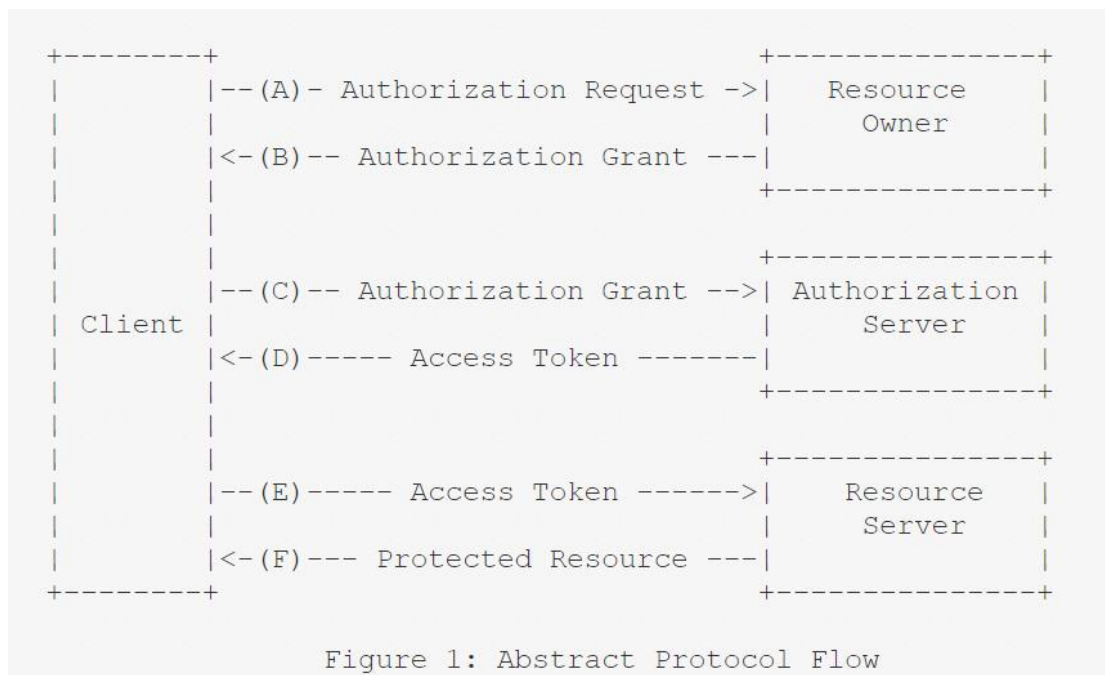 +--------+                               +---------------+
|        |--(A)- Authorization Request ->|   Resource    |
|        |                               |     Owner     |
|        |<-(B)-- Authorization Grant ---|               |
|        |                               +---------------+
|        |
|        |                               +---------------+
|        |--(C)-- Authorization Grant -->| Authorization |
| Client |                               |     Server    |
|        |<-(D)----- Access Token -------|               |
|        |                               +---------------+
|        |
|        |                               +---------------+
|        |--(E)----- Access Token ------>|    Resource   |
|        |                               |     Server    |
|        |<-(F)--- Protected Resource ---|               |
+--------+                               +---------------+
Figure 1: Abstract Protocol Flow